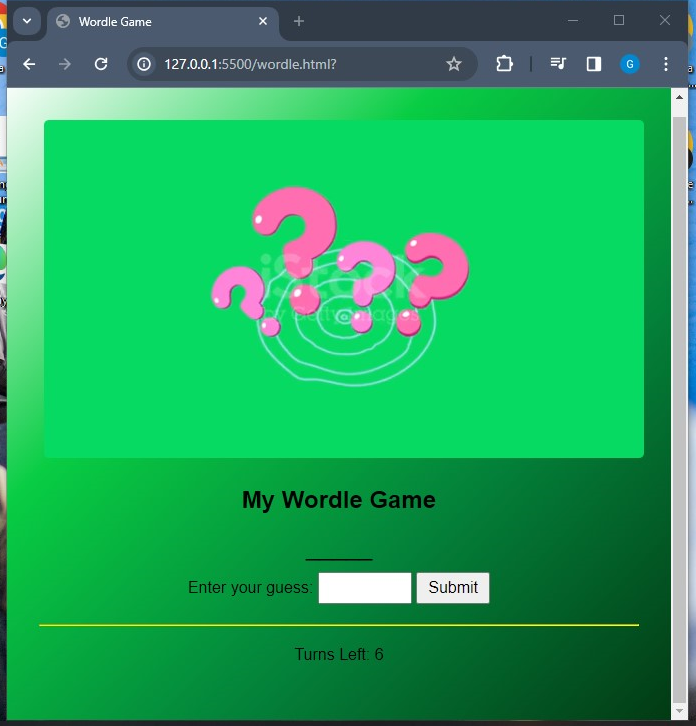 Wordle Game
127.0.0.1:5500/wordle.html?
G
iStock
by Getty Images
My Wordle Game
Enter your guess:
Submit
Turns Left: 6